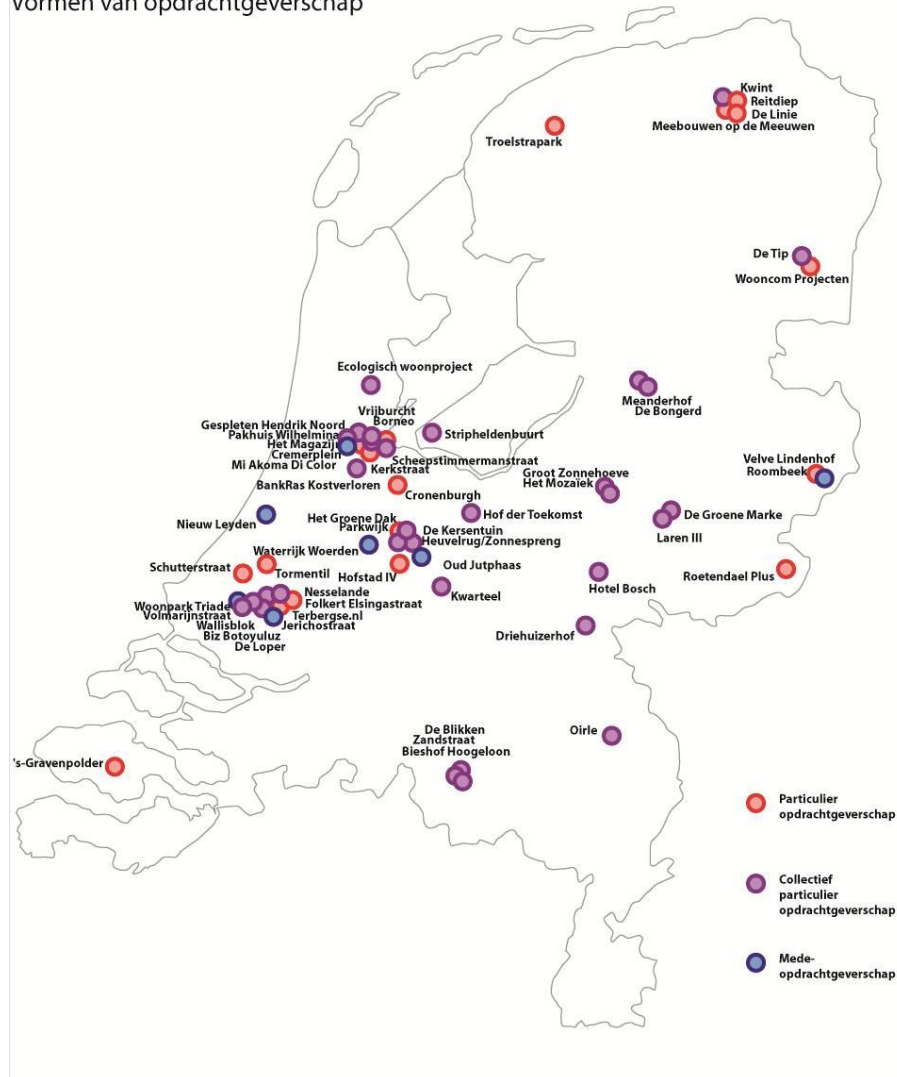 Vormen van opdrachtgeverschap
Kwint
Reitdiep
De Linie
Meebouwen op de Meeuwen
Troelstrapark
De Tip
Wooncom Projecten
Ecologisch woonproject
Meanderhof
De Bongerd
Vrijburcht
Borneo
Gespleten Hendrik Noord
Pakhuis Wilhelmina
Het Magazijn
Cremerplein
Mi Akoma Di Color
Stripheldenbuurt
Scheepstimmermanstraat
Kerkstraat
BankRas Kostverloren
Cronenburgh
Velve Lindenhof
Roombeek
Groot Zonnehoeve
Het Mozaïek
Nieuw Leyden
Het Groene Dak
Parkwijk
Hof der Toekomst
De Kersentuin
Heuvelrug/Zonnespreng
De Groene Marke
Laren III
Waterrijk Woerden
Oud Jutphaas
Schutterstraat
Tormentil
Hofstad IV
Kwarteel
Hotel Bosch
Roetendael Plus
Nesselande
Folkert Elsingastraat
Terbergse.nl
Jerichostraat
Woonpark Triade
Volmarijnstraat
Wallisblok
Biz Botoyuluz
De Loper
Driehuizerhof
De Blikken
Zandstraat
Bieshof Hoogeloon
Oirle
's-Gravenpolder
Particulier
opdrachtgeverschap
Collectief
particulier
opdrachtgeverschap
Mede-
opdrachtgeverschap